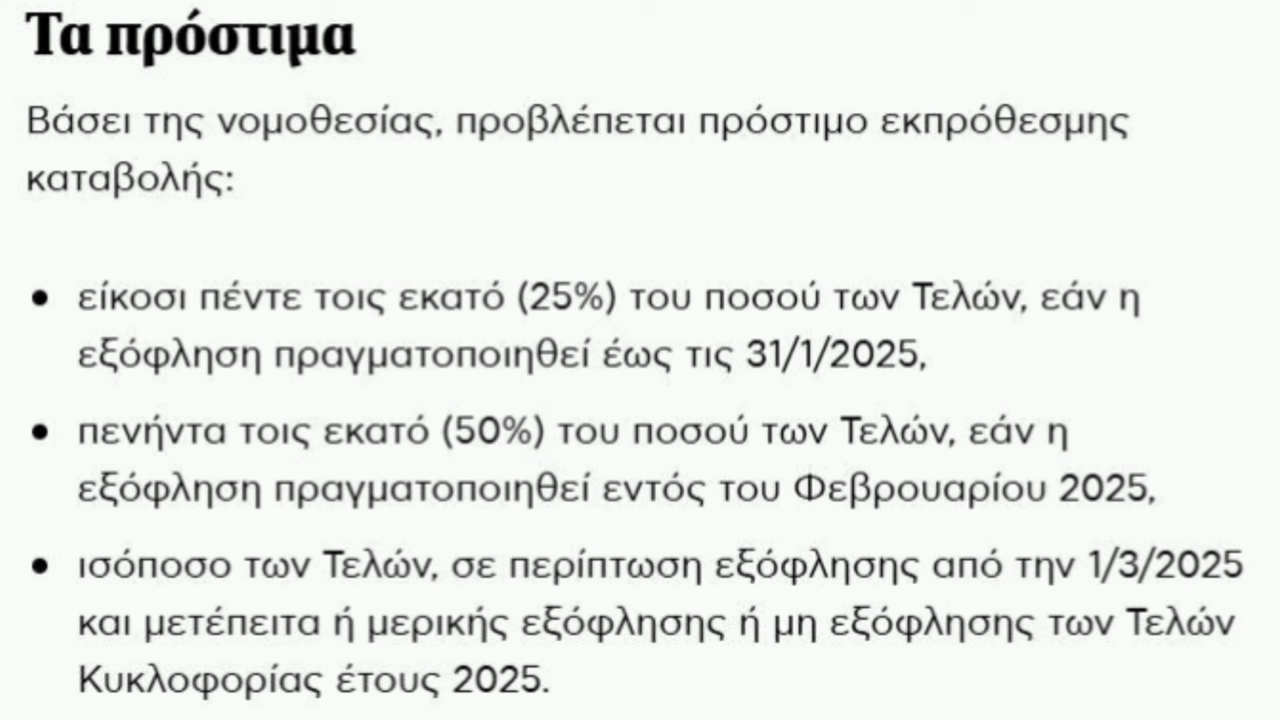 Τα πρόστιμα
Βάσει της νομοθεσίας, προβλέπεται πρόστιμο εκπρόθεσμης
καταβολής:
• είκοσι πέντε τοις εκατό (25%) του ποσού των Τελών, εάν η
εξόφληση πραγματοποιηθεί έως τις 31/1/2025,
• πενήντα τοις εκατό (50%) του ποσού των Τελών, εάν η
εξόφληση πραγματοποιηθεί εντός του Φεβρουαρίου 2025,
• ισόποσο των Τελών, σε περίπτωση εξόφλησης από την 1/3/2025
και μετέπειτα ή μερικής εξόφλησης ή μη εξόφλησης των Τελών
Κυκλοφορίας έτους 2025.